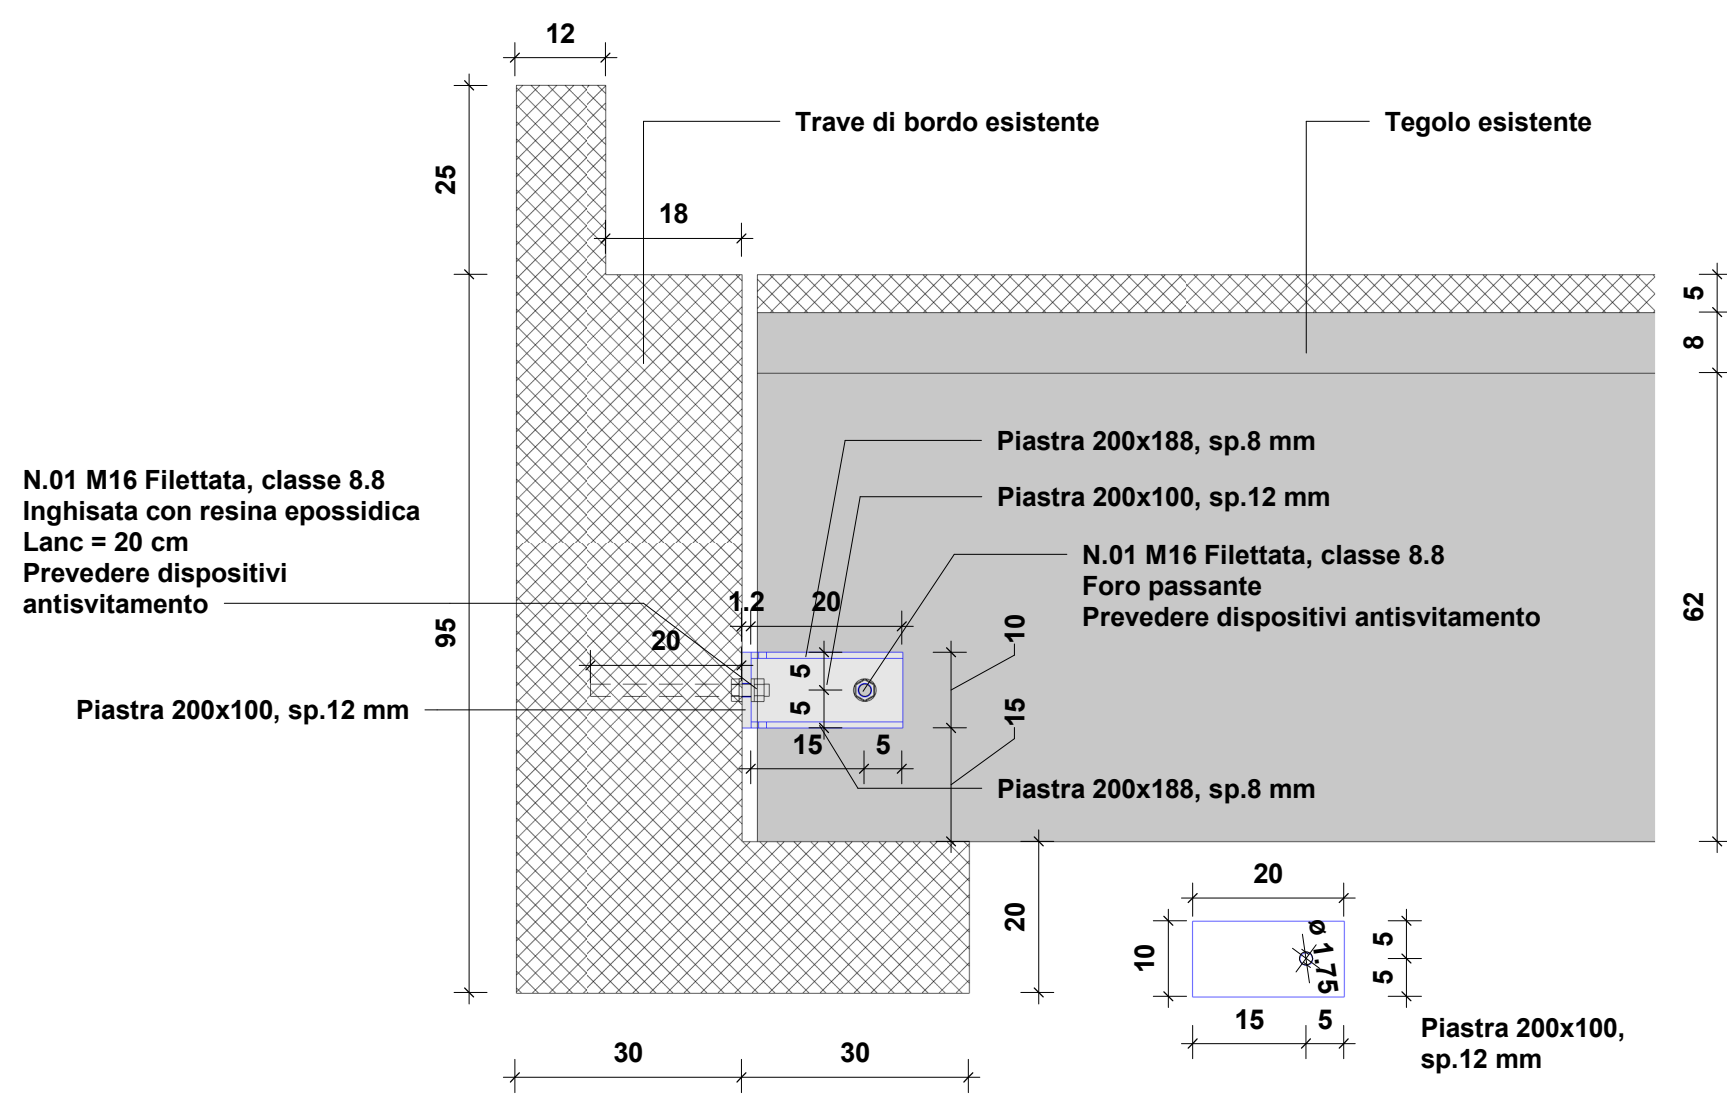 12
Trave di bordo esistente
Tegolo esistente
25
18
5
8
Piastra 200x188, sp.8 mm
N.01 M16 Filettata, classe 8.8
Inghisata con resina epossidica
Lanc = 20 cm
Prevedere dispositivi
antisvitamento
Piastra 200x100, sp.12 mm
N.01 M16 Filettata, classe 8.8
Foro passante
Prevedere dispositivi antisvitamento
1.2
20
62
95
20
10
5
5
15
Piastra 200x100, sp.12 mm
15
5
Piastra 200x188, sp.8 mm
20
20
10
ø 1.75
5
5
15
5
Piastra 200x100,
sp.12 mm
30
30